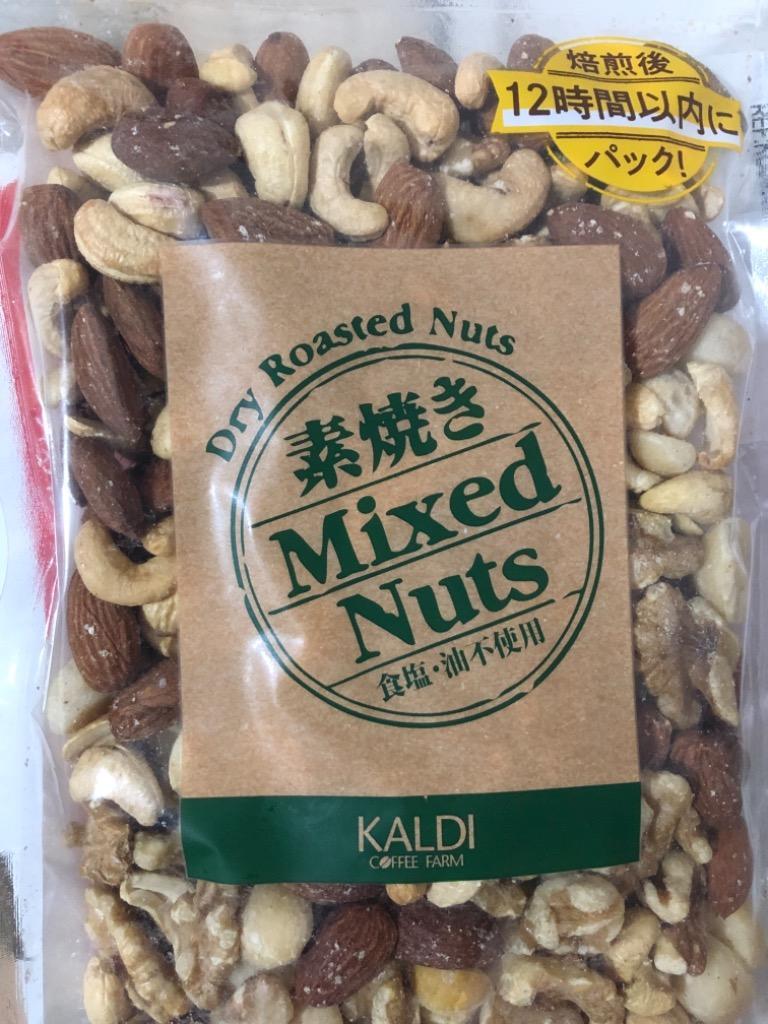 焙煎後
12時間以内に
パック!
Dry Roasted Nuts
素焼き
Mixed
Nuts
食塩・油不使用
KALDI
COFFEE FARM